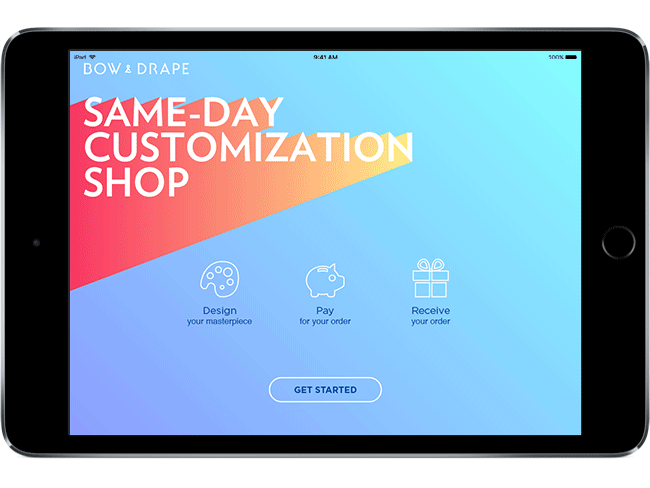 iPad 9:41 AM 100%
BOW & DRAPE
SAME-DAY
CUSTOMIZATION
SHOP
Design Pay Receive
your masterpiece for your order your order
GET STARTED